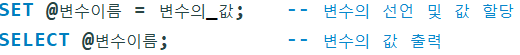 SET @변수이름 = 변수의_값;    -- 변수의 선언 및 값 할당
SELECT @변수이름;           -- 변수의 값 출력